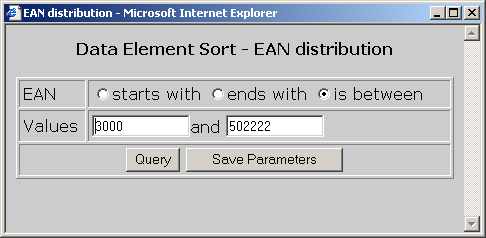 EAN distribution - Microsoft Internet Explorer
Data Element Sort - EAN distribution
EAN starts with ends with is between
Values 3000 and 502222
Query Save Parameters